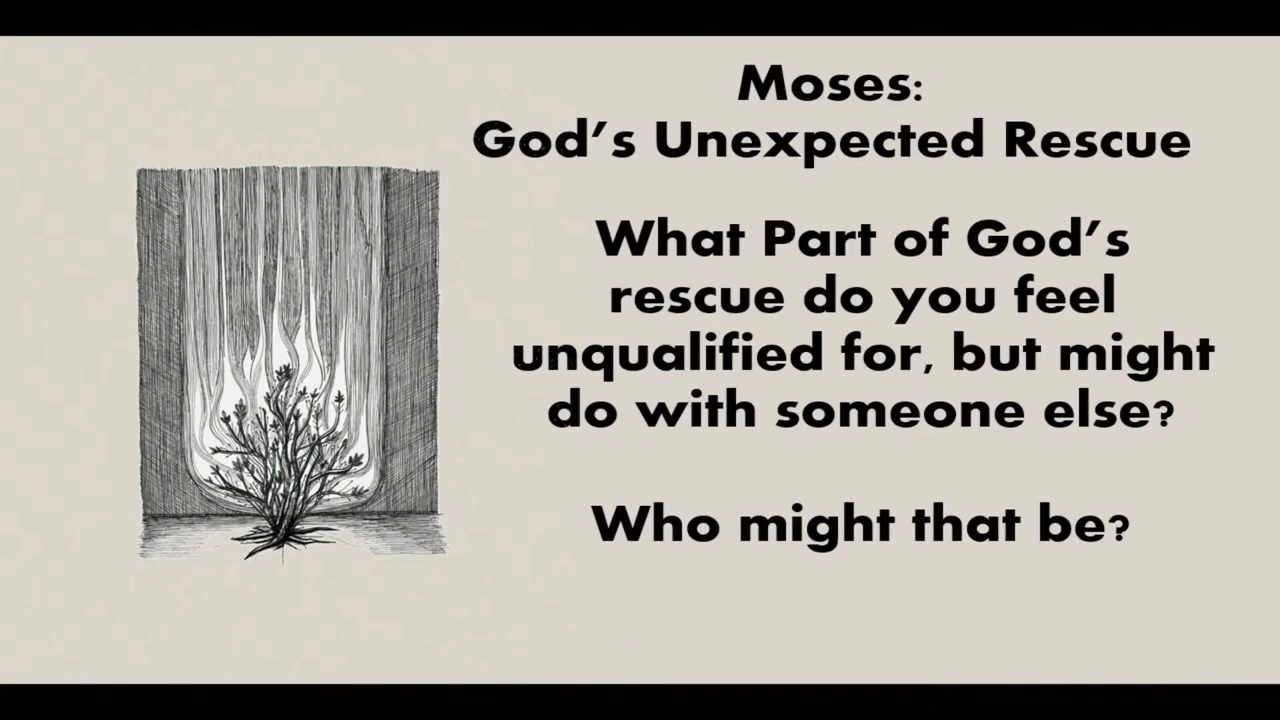 Moses:
God’s Unexpected Rescue
What Part of God’s
rescue do you feel
unqualified for, but might
do with someone else?
Who might that be?